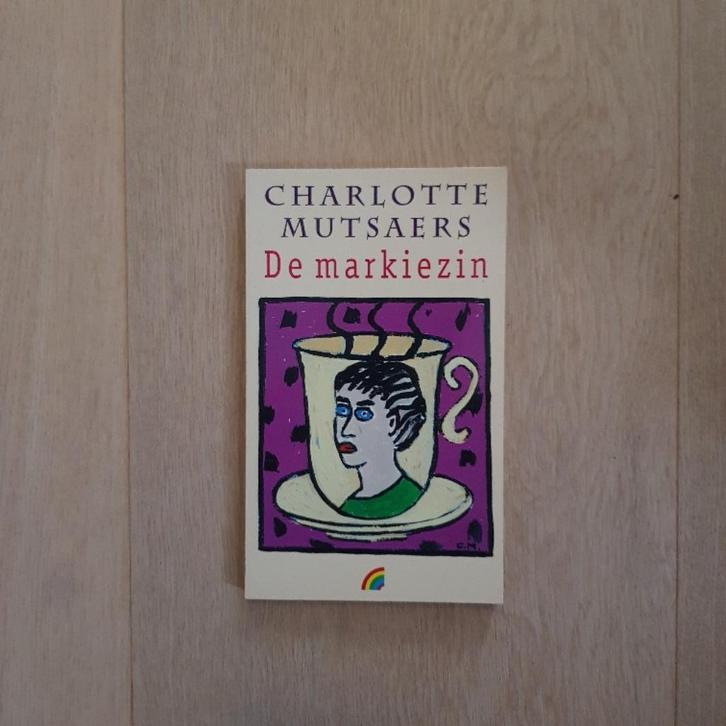 CHARLOTTE
MUTSAERS
De markiezin
C.M.